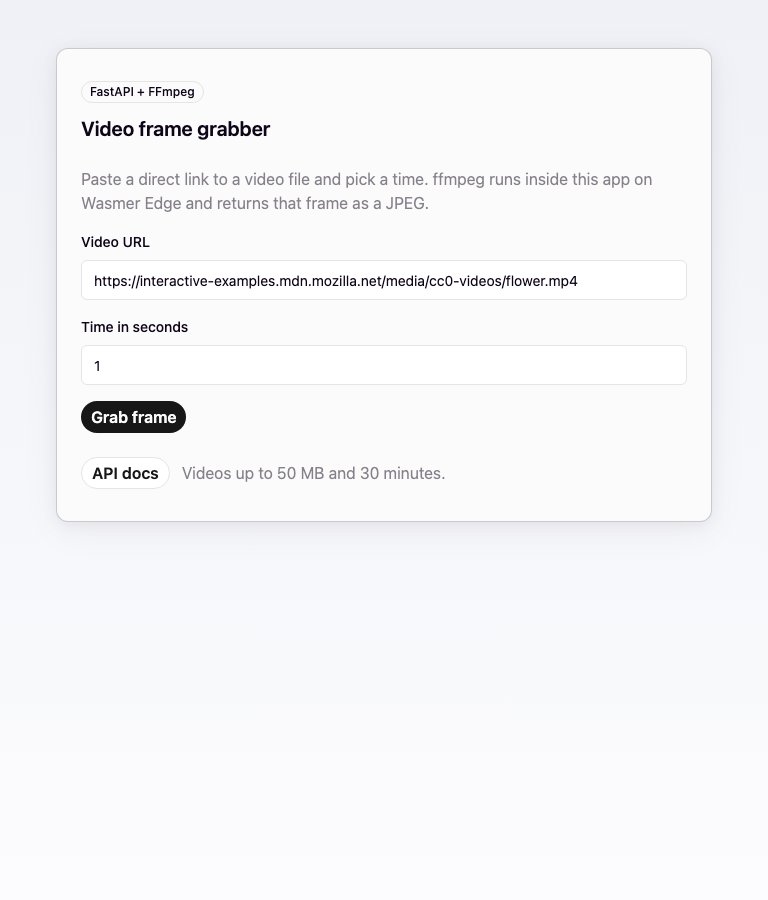 FastAPI + FFmpeg
Video frame grabber
Paste a direct link to a video file and pick a time. ffmpeg runs inside this app on
Wasmer Edge and returns that frame as a JPEG.
Video URL
https://interactive-examples.mdn.mozilla.net/media/cc0-videos/flower.mp4
Time in seconds
1
Grab frame
API docs Videos up to 50 MB and 30 minutes.